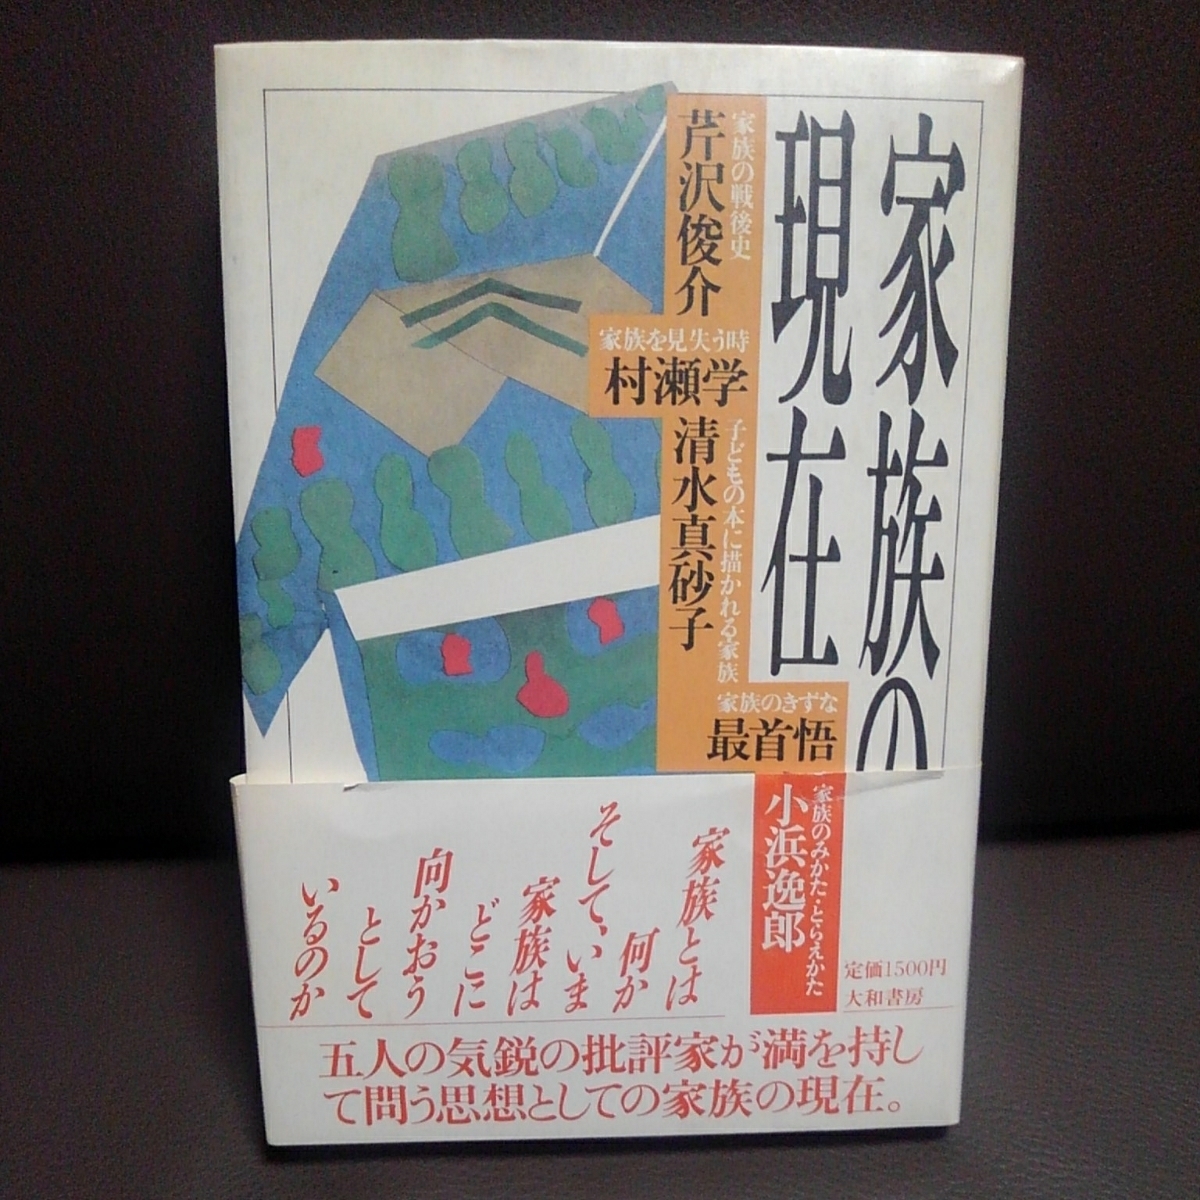 家族の
現在
家族の戦後史
芹沢俊介
家族を見失う時
村瀬学
子どもの本に描かれる家族
清水真砂子
家族のきずな
最首悟
家族のみかた・とらえかた
小浜逸郎
定価1500円
大和書房
家族とは
何か
そして、いま
家族は
どこに
向かおう
として
いるのか
五人の気鋭の批評家が満を持し
て問う思想としての家族の現在。